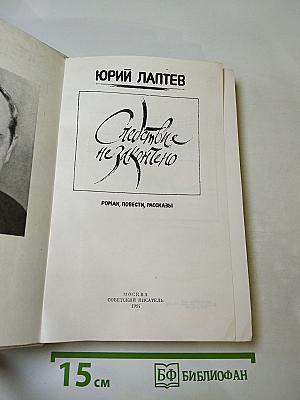 ЮРИЙ ЛАПТЕВ
Следствие
не закончено
РОМАН, ПОВЕСТИ, РАССКАЗЫ
МОСКВА
СОВЕТСКИЙ ПИСАТЕЛЬ
15 см
БФ БИБЛИОФАН